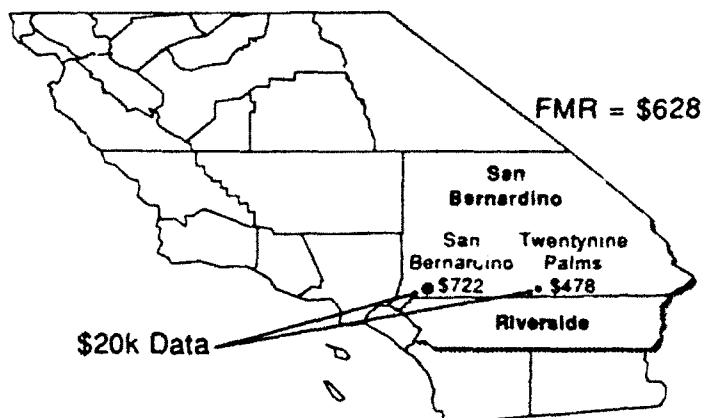 FMR = $628
San
Bernardino
San
Bernardino
$722
Twentynine
Palms
$478
Riverside
$20k Data